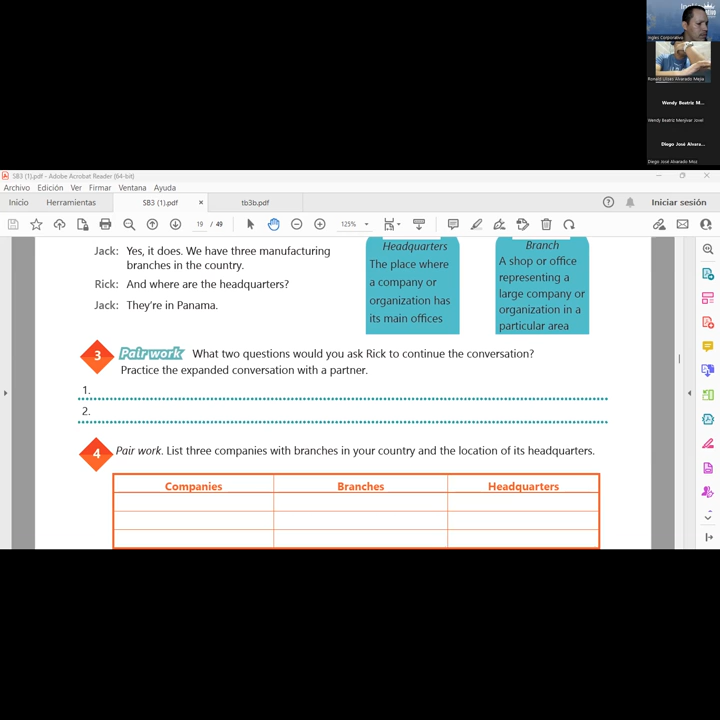 Ingles Corporativo
Ronald Ulises Alvarado Mejia
Wendy Beatriz M...
Wendy Beatriz Menjivar Jovel
Diego José Alvara...
Diego José Alvarado Moz
SB3 (1).pdf - Adobe Acrobat Reader (64-bit)
Archivo Edición Ver Firmar Ventana Ayuda
Inicio Herramientas SB3 (1).pdf × tb3b.pdf Iniciar sesión
19 / 49 125%
Jack: Yes, it does. We have three manufacturing
branches in the country.
Rick: And where are the headquarters?
Jack: They're in Panama.
Headquarters
The place where
a company or
organization has
its main offices
Branch
A shop or office
representing a
large company or
organization in a
particular area
3 Pair work What two questions would you ask Rick to continue the conversation?
Practice the expanded conversation with a partner.
1.
2.
4 Pair work. List three companies with branches in your country and the location of its headquarters.
Companies Branches Headquarters